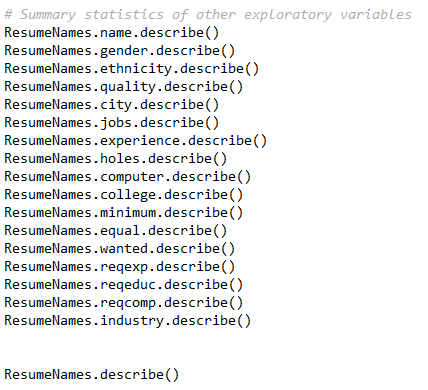 # Summary statistics of other exploratory variables
ResumeNames.name.describe()
ResumeNames.gender.describe()
ResumeNames.ethnicity.describe()
ResumeNames.quality.describe()
ResumeNames.city.describe()
ResumeNames.jobs.describe()
ResumeNames.experience.describe()
ResumeNames.holes.describe()
ResumeNames.computer.describe()
ResumeNames.college.describe()
ResumeNames.minimum.describe()
ResumeNames.equal.describe()
ResumeNames.wanted.describe()
ResumeNames.reqexp.describe()
ResumeNames.reqeduc.describe()
ResumeNames.reqcomp.describe()
ResumeNames.industry.describe()
ResumeNames.describe()